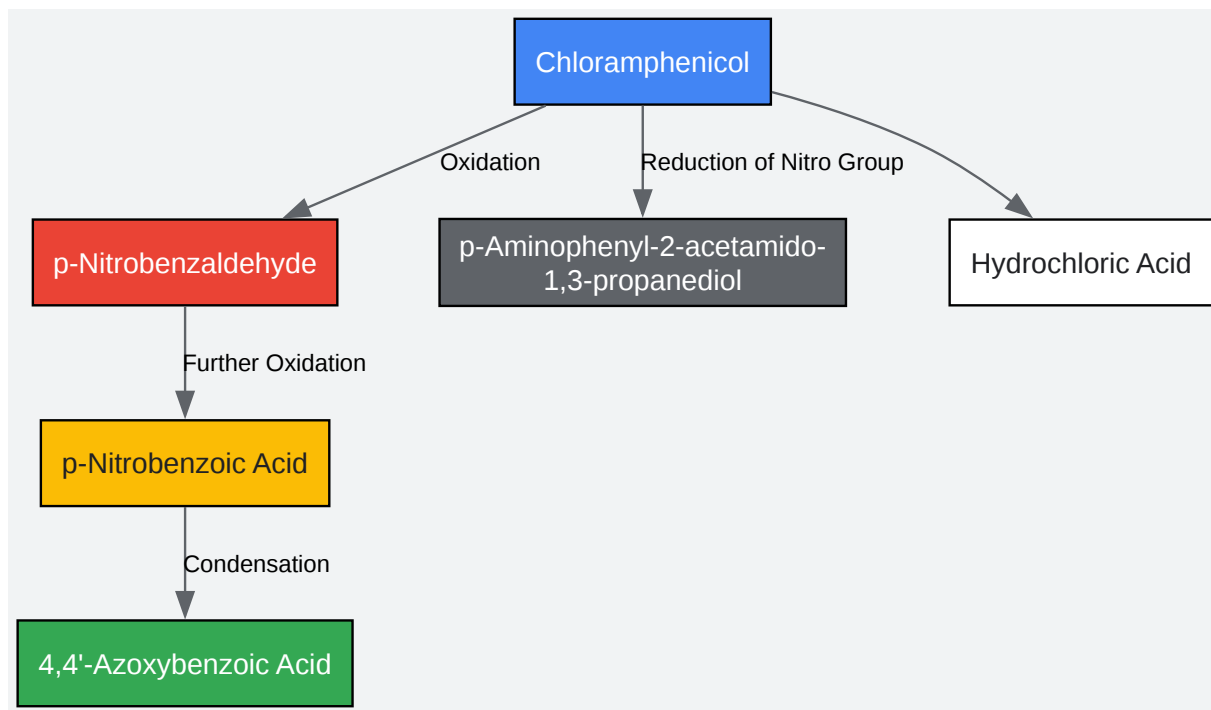 Chloramphenicol
Oxidation
Reduction of Nitro Group
p-Nitrobenzaldehyde
p-Aminophenyl-2-acetamido-
1,3-propanediol
Hydrochloric Acid
Further Oxidation
p-Nitrobenzoic Acid
Condensation
4,4'-Azoxybenzoic Acid